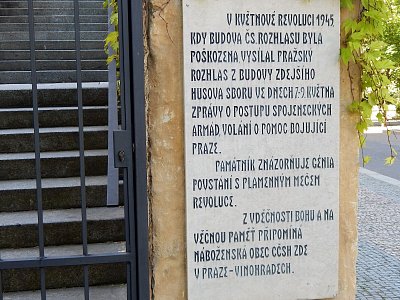 V KVĚTNOVÉ REVOLUCI 1945
KDY BUDOVA ČS ROZHLASU BYLA
POŠKOZENA VYSÍLAL PRAŽSKÝ
ROZHLAS Z BUDOVY ZDEJŠÍHO
HUSOVA SBORU VE DNECH 7-9. KVĚTNA
ZPRÁVY O POSTUPU SPOJENECKÝCH
ARMÁD, VOLÁNÍ O POMOC BOJUJÍCÍ
PRAZE.
PAMÁTNÍK ZNÁZORŇUJE GÉNIA
POVSTÁNÍ S PLAMENNÝM MEČEM
REVOLUCE.
Z VDĚČNOSTI BOHU A NA
VĚČNOU PAMĚŤ PŘIPOMÍNÁ
NÁBOŽENSKÁ OBEC CČSH ZDE
V PRAZE-VINOHRADECH.